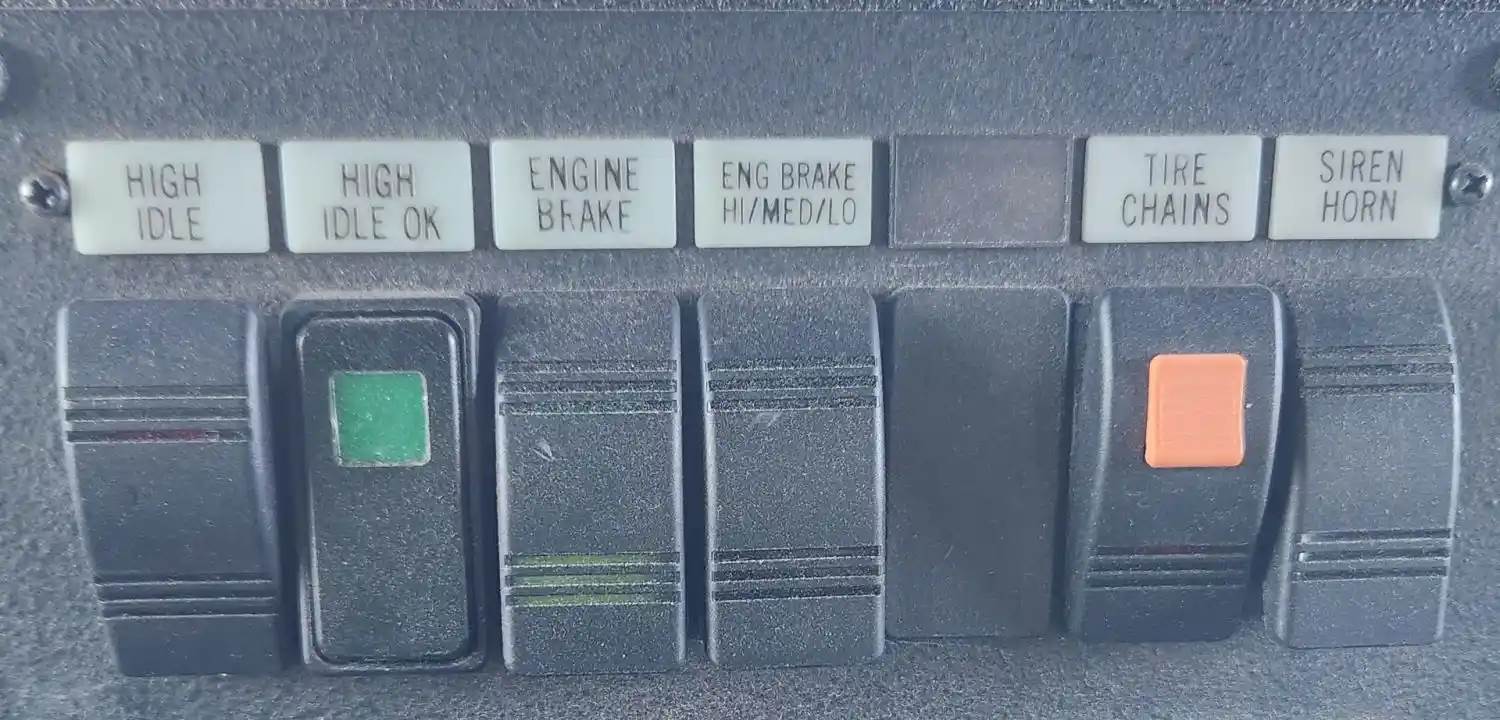 HIGH
IDLE
HIGH
IDLE OK
ENGINE
BRAKE
ENG BRAKE
HI/MED/LO
TIRE
CHAINS
SIREN
HORN